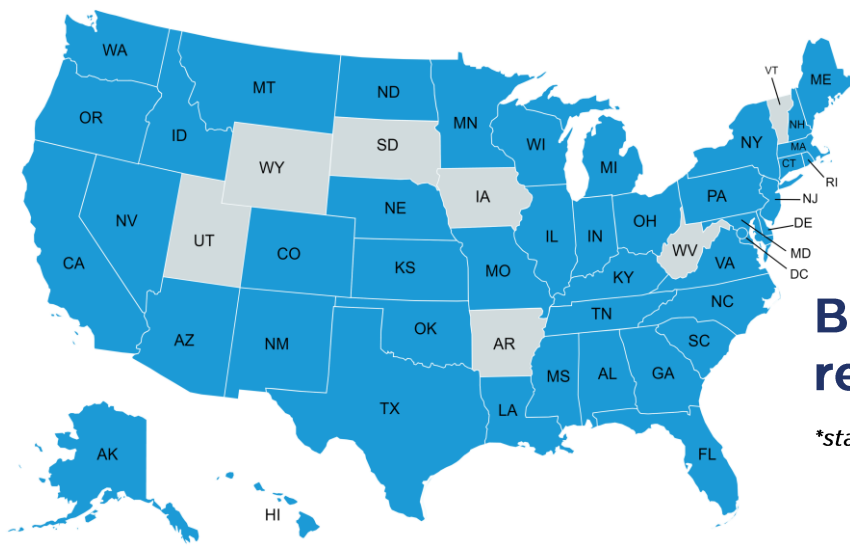 WA
MT
ND
MN
OR
ID
WY
SD
WI
MI
VT
ME
NH
NY
MA
CT
RI
NV
UT
CO
NE
IA
IL
IN
OH
PA
NJ
DE
MD
DC
CA
KS
MO
KY
WV
VA
AZ
NM
OK
AR
TN
NC
SC
TX
LA
MS
AL
GA
FL
AK
HI
B
re
*sta